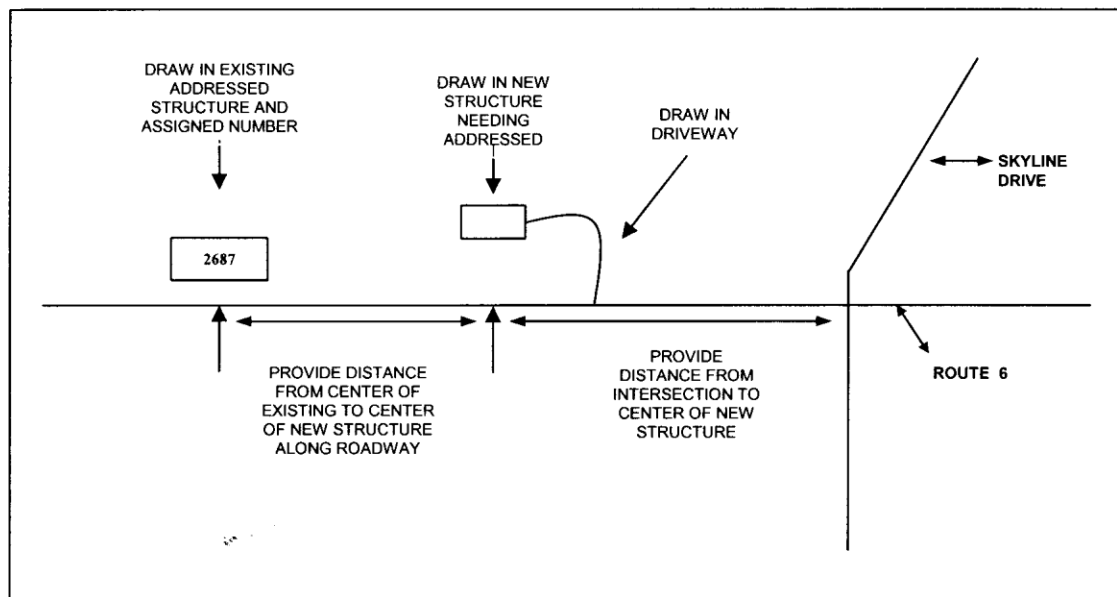 DRAW IN EXISTING
ADDRESSED
STRUCTURE AND
ASSIGNED NUMBER
DRAW IN NEW
STRUCTURE
NEEDING
ADDRESSED
DRAW IN
DRIVEWAY
SKYLINE
DRIVE
2687
PROVIDE DISTANCE
FROM CENTER OF
EXISTING TO CENTER
OF NEW STRUCTURE
ALONG ROADWAY
PROVIDE
DISTANCE FROM
INTERSECTION TO
CENTER OF NEW
STRUCTURE
ROUTE 6